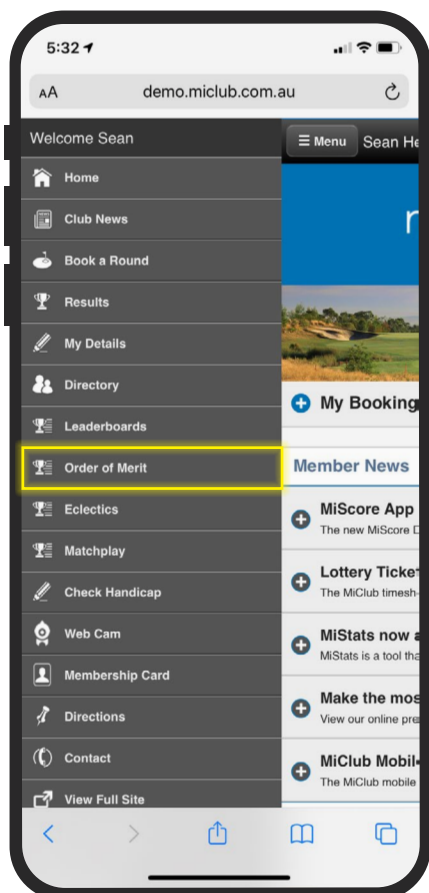 5:32
AA demo.miclub.com.au
Welcome Sean
Home
Club News
Book a Round
Results
My Details
Directory
Leaderboards
Order of Merit
Eclectics
Matchplay
Check Handicap
Web Cam
Membership Card
Directions
Contact
View Full Site
Menu Sean He
My Booking
Member News
MiScore App
The new MiScore
Lottery Ticket
The MiClub timesh
MiStats now a
MiStats is a tool tha
Make the mos
View our online pre
MiClub Mobil
The MiClub mobile